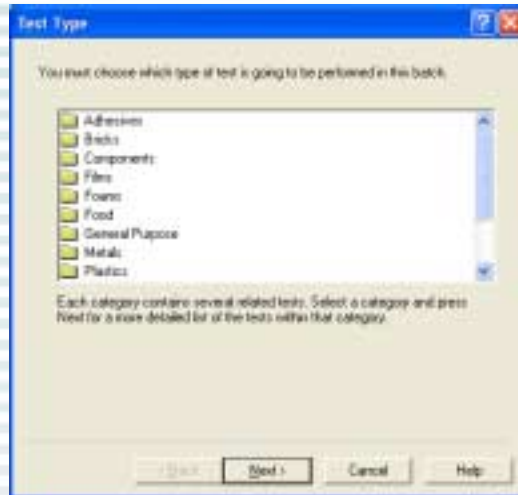 Test Type
You must choose which type of test is going to be performed in this batch.
Adhesives
Bricks
Components
Films
Foams
Food
General Purpose
Metals
Plastics
Each category contains several related tests. Select a category and press
Next for a more detailed list of the tests within that category.
< Back
Next >
Cancel
Help